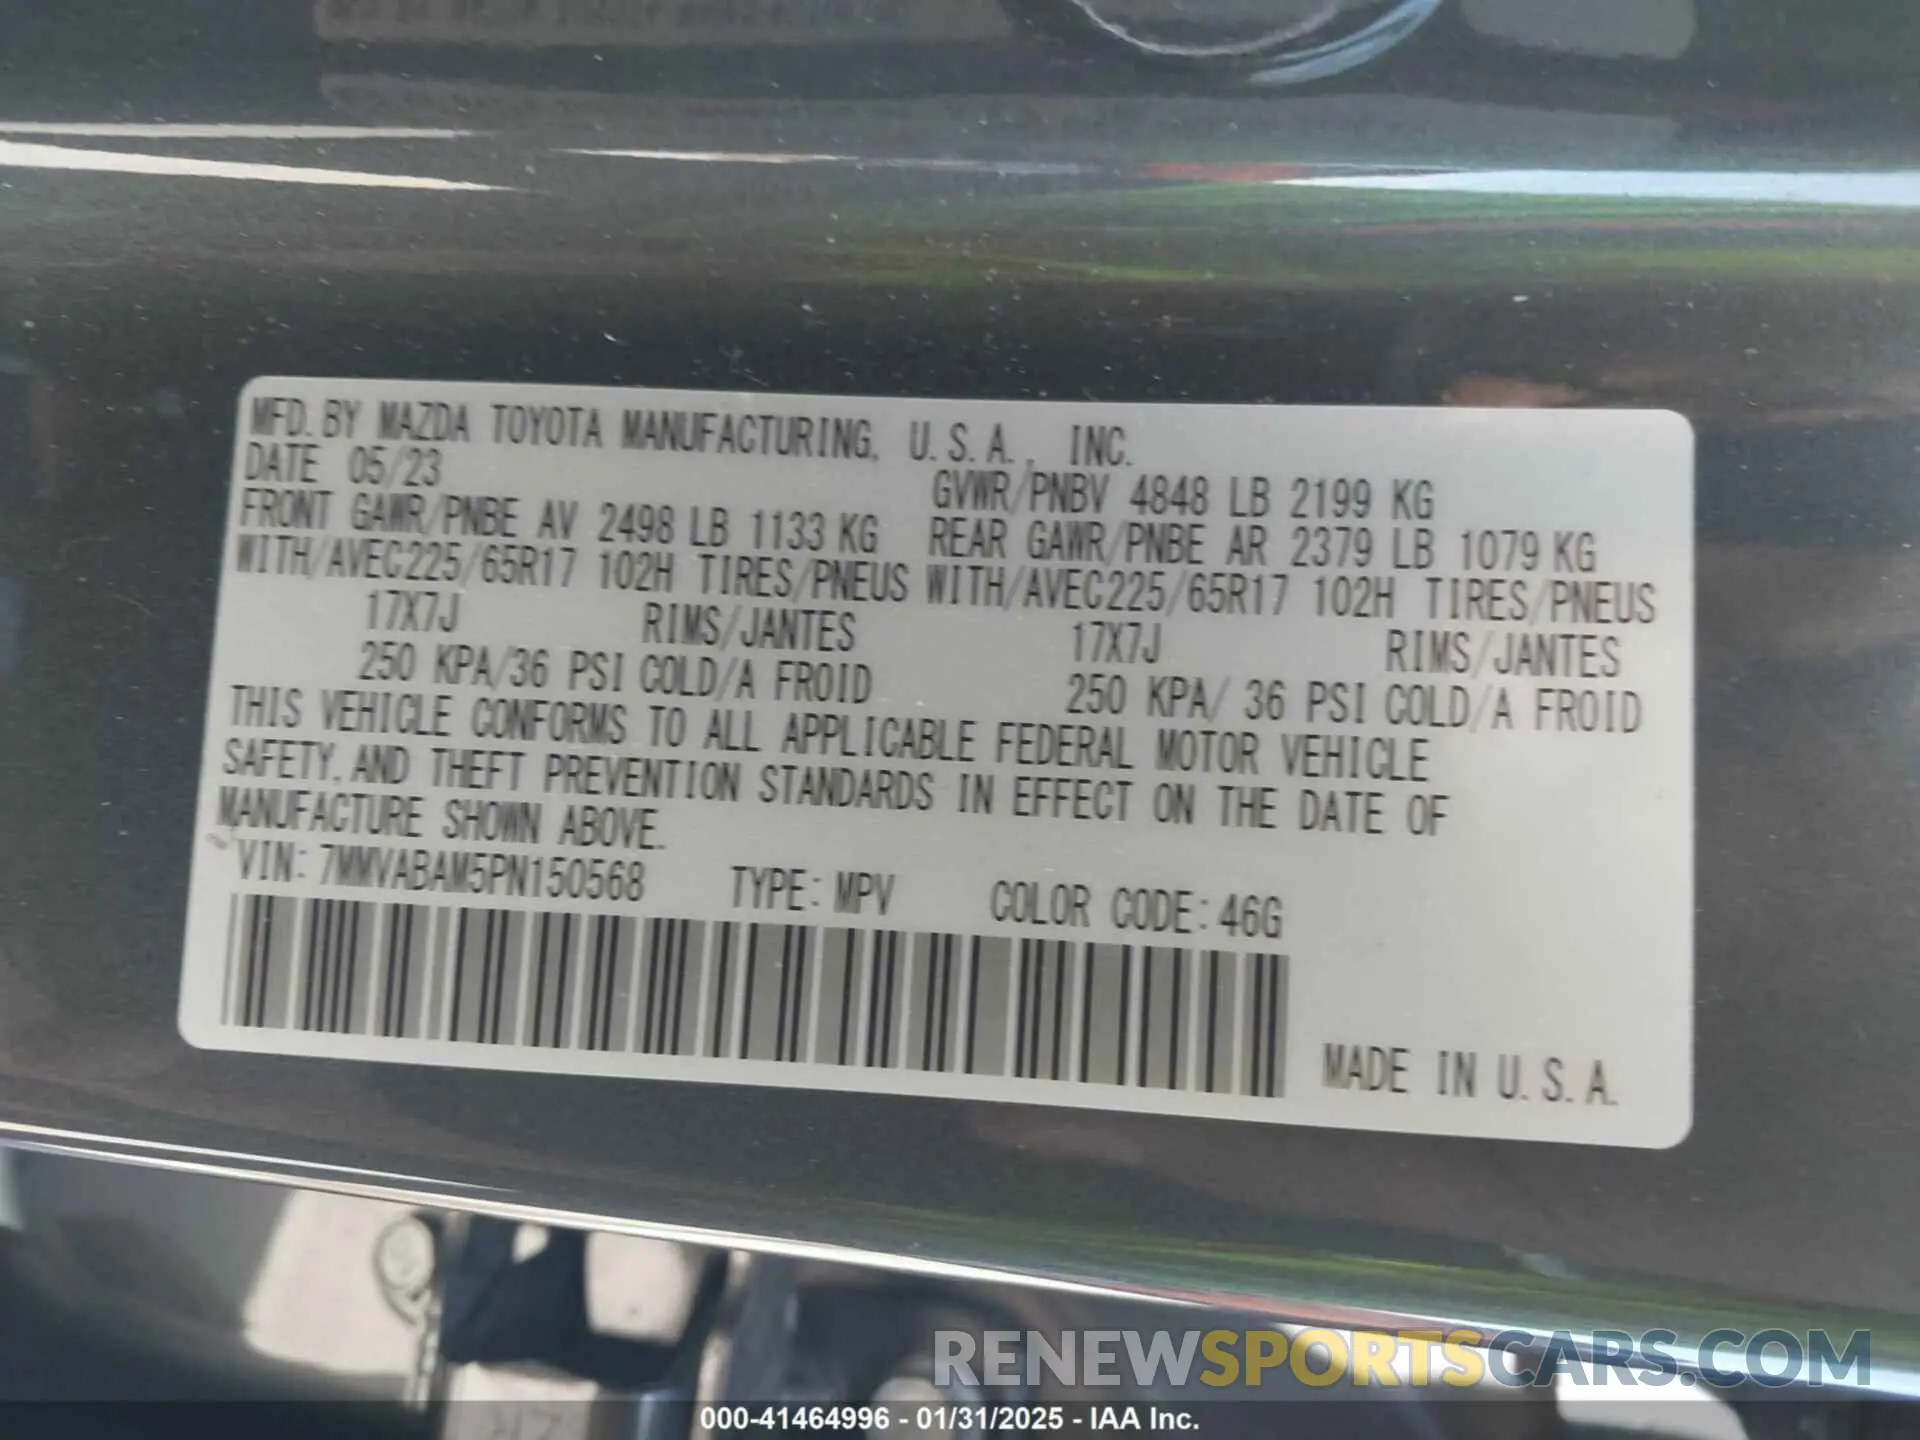 MFD. BY MAZDA TOYOTA MANUFACTURING, U.S.A., INC.
DATE 05/23 GVWR/PNBV 4848 LB 2199 KG
FRONT GAWR/PNBE AV 2498 LB 1133 KG REAR GAWR/PNBE AR 2379 LB 1079 KG
WITH/AVEC225/65R17 102H TIRES/PNEUS WITH/AVEC225/65R17 102H TIRES/PNEUS
17X7J RIMS/JANTES 17X7J RIMS/JANTES
250 KPA/36 PSI COLD/A FROID 250 KPA/ 36 PSI COLD/A FROID
THIS VEHICLE CONFORMS TO ALL APPLICABLE FEDERAL MOTOR VEHICLE
SAFETY, AND THEFT PREVENTION STANDARDS IN EFFECT ON THE DATE OF
MANUFACTURE SHOWN ABOVE.
VIN: 7MMVABAM5PN150568 TYPE: MPV COLOR CODE: 46G
MADE IN U.S.A.
RENEWSPORTSCARS.COM
000-41464996 - 01/31/2025 - IAA Inc.